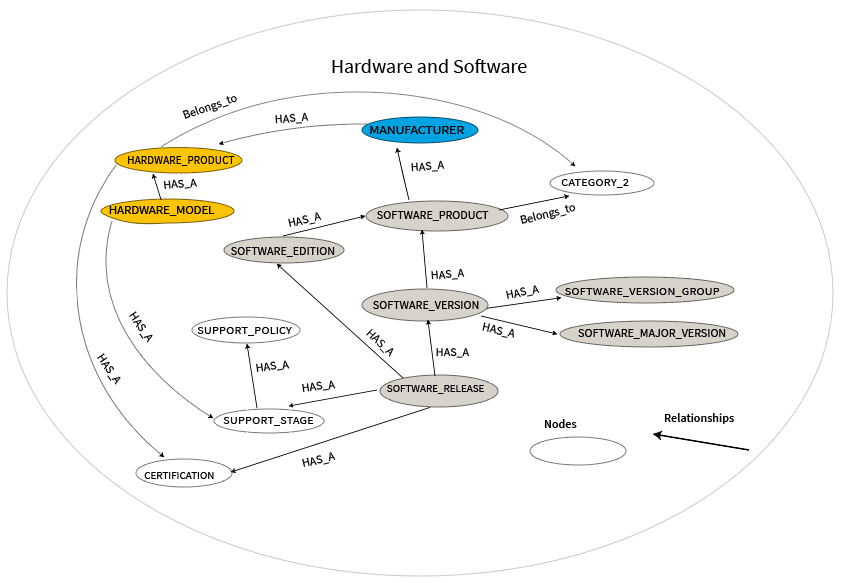 Hardware and Software
Belongs_to
HAS_A
MANUFACTURER
HARDWARE_PRODUCT
HAS_A
HAS_A
CATEGORY_2
HARDWARE_MODEL
SOFTWARE_PRODUCT
Belongs_to
HAS_A
SOFTWARE_EDITION
HAS_A
SOFTWARE_VERSION
HAS_A
SOFTWARE_VERSION_GROUP
HAS_A
SOFTWARE_MAJOR_VERSION
HAS_A
SUPPORT_POLICY
HAS_A
HAS_A
HAS_A
HAS_A
HAS_A
SOFTWARE_RELEASE
SUPPORT_STAGE
Nodes
Relationships
HAS_A
CERTIFICATION